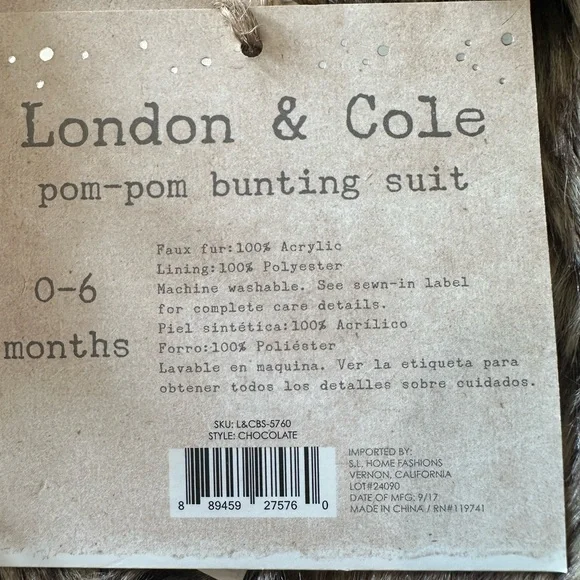 London & Cole
pom-pom bunting suit
0-6
months
Faux fur:100% Acrylic
Lining:100% Polyester
Machine washable. See sewn-in label
for complete care details.
Piel sintética:100% Acrílico
Forro:100% Poliéster
Lavable en maquina. Ver la etiqueta para
obtener todos los detalles sobre cuidados.
SKU: L&CBS-5760
STYLE: CHOCOLATE
8 89459 27576 0
IMPORTED BY:
S.L. HOME FASHIONS
VERNON, CALIFORNIA
LOT#24090
DATE OF MFG: 9/17
MADE IN CHINA / RN#119741